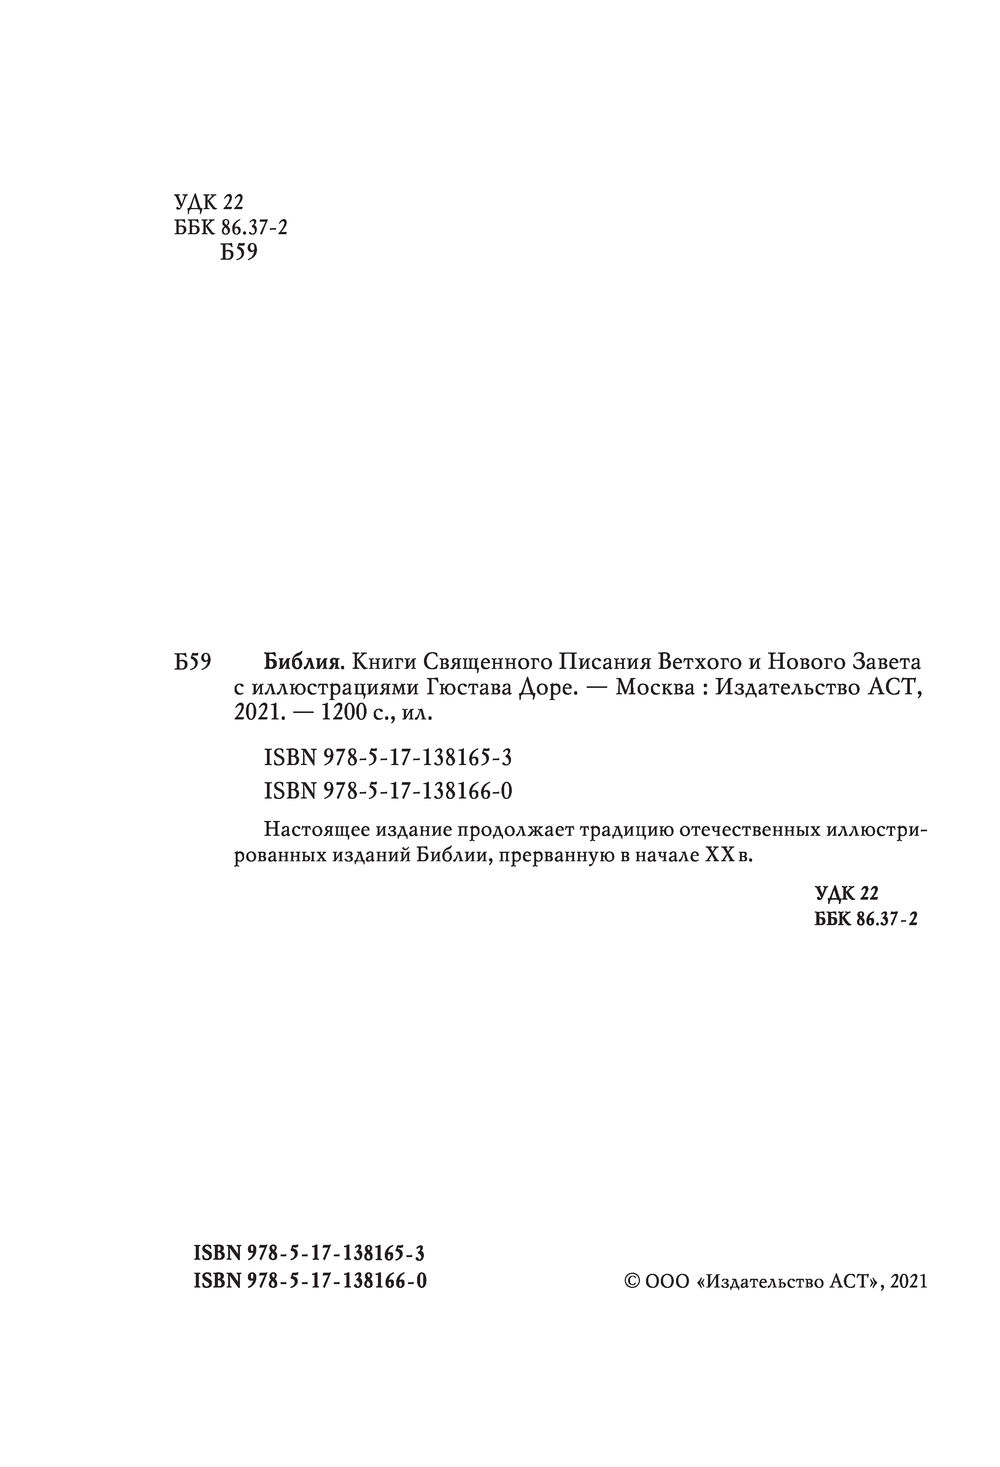 УДК 22
ББК 86.37-2
Б59
Б59 Библия. Книги Священного Писания Ветхого и Нового Завета
с иллюстрациями Гюстава Доре. — Москва : Издательство АСТ,
2021. — 1200 с., ил.
ISBN 978-5-17-138165-3
ISBN 978-5-17-138166-0
Настоящее издание продолжает традицию отечественных иллюстри-
рованных изданий Библии, прерванную в начале XX в.
УДК 22
ББК 86.37-2
ISBN 978-5-17-138165-3
ISBN 978-5-17-138166-0 © ООО «Издательство АСТ», 2021